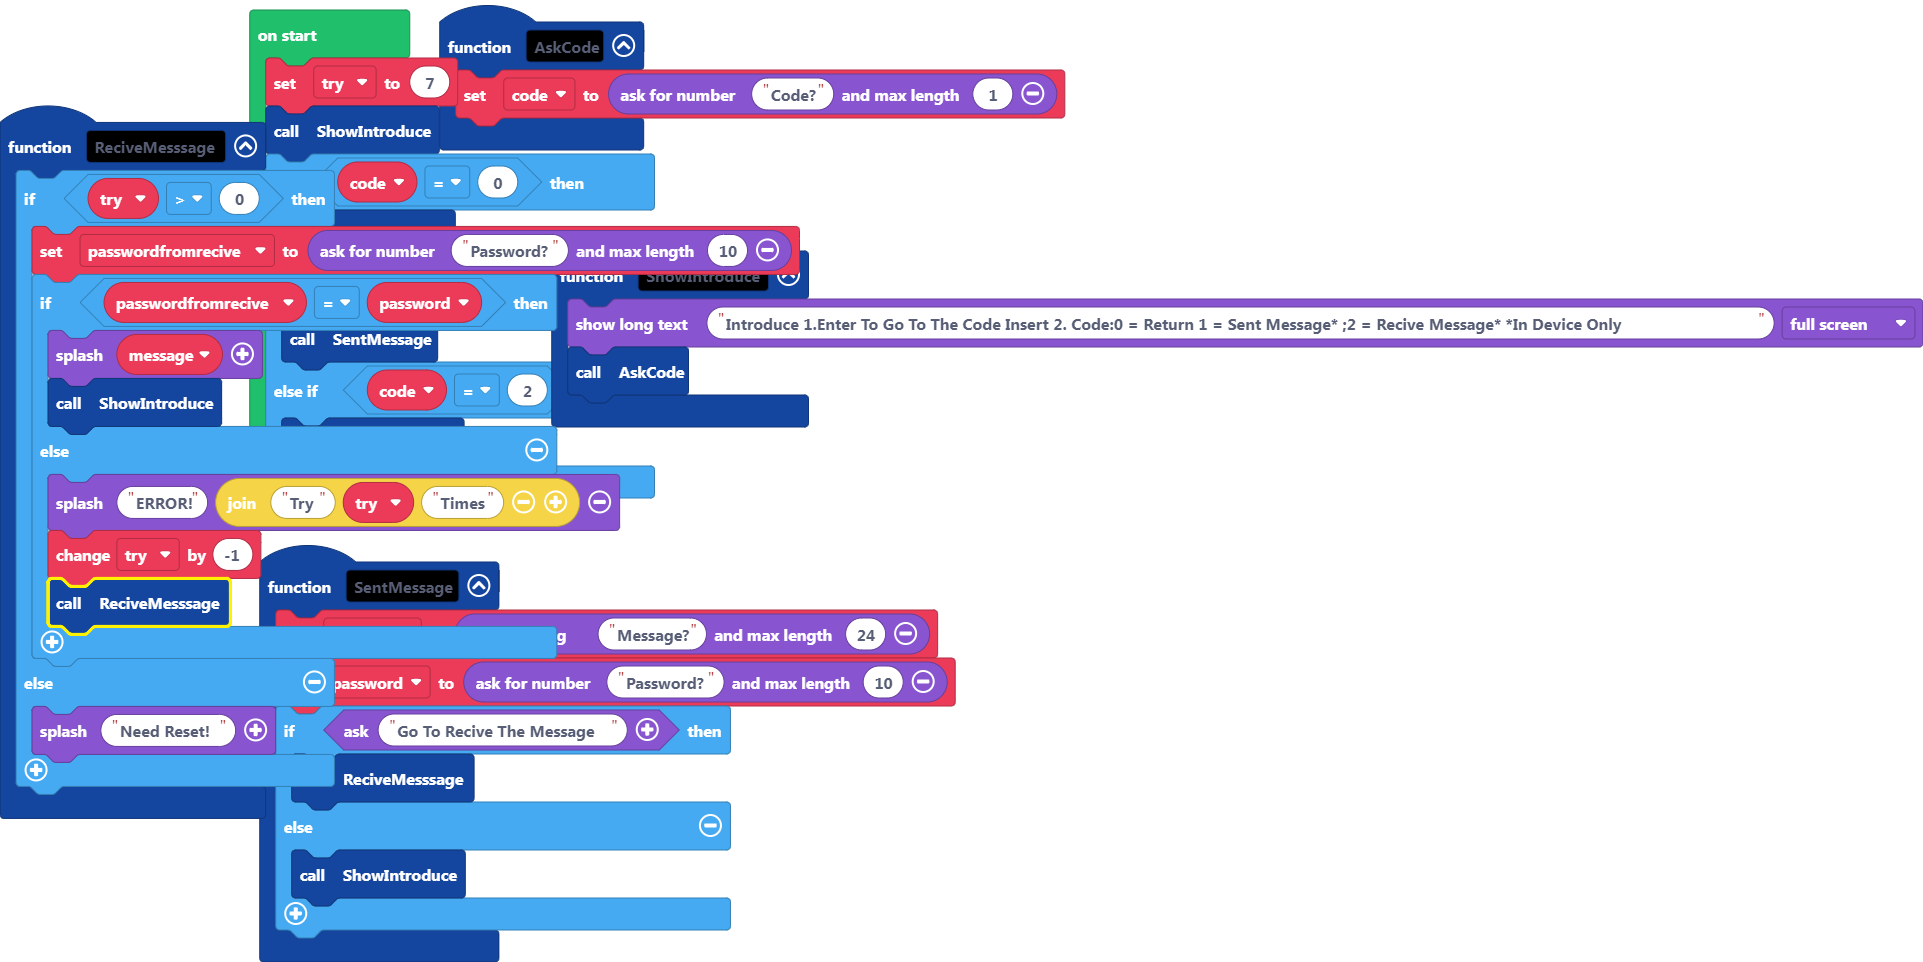 on start
set try to 7
call ShowIntroduce
code = 0 then
call SentMessage
else if code = 2
function AskCode
set code to ask for number "Code?" and max length 1
function ReciveMesssage
if try > 0 then
set passwordfromrecive to ask for number "Password?" and max length 10
if passwordfromrecive = password then
splash message
call ShowIntroduce
else
splash "ERROR!" join "Try " try "Times"
change try by -1
call ReciveMesssage
else
splash "Need Reset! "
function ShowIntroduce
show long text "Introduce 1.Enter To Go To The Code Insert 2. Code:0 = Return 1 = Sent Message* ;2 = Recive Message* *In Device Only " full screen
call AskCode
function SentMessage
"Message?" and max length 24
password to ask for number "Password?" and max length 10
if ask "Go To Recive The Message " then
ReciveMesssage
else
call ShowIntroduce